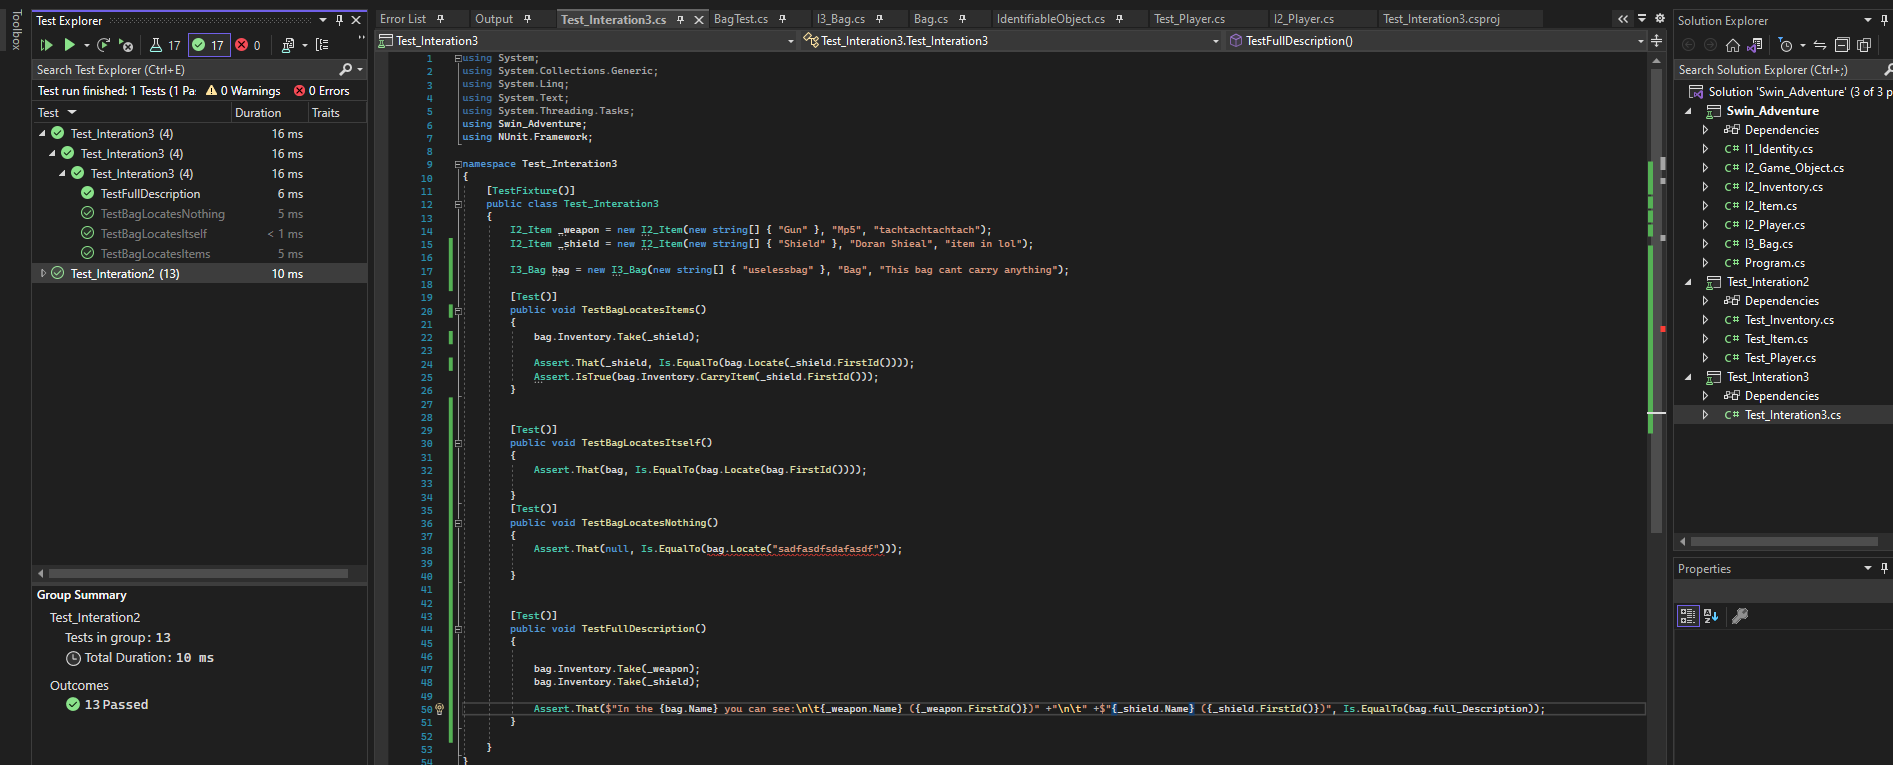 Toolbox
Test Explorer
17 17 0
Search Test Explorer (Ctrl+E)
Test run finished: 1 Tests (1 Pa 0 Warnings 0 Errors
Test Duration Traits
Test_Interation3 (4) 16 ms
Test_Interation3 (4) 16 ms
Test_Interation3 (4) 16 ms
TestFullDescription 6 ms
TestBagLocatesNothing 5 ms
TestBagLocatesItself < 1 ms
TestBagLocatesItems 5 ms
Test_Interation2 (13) 10 ms
Group Summary
Test_Interation2
Tests in group: 13
Total Duration: 10 ms
Outcomes
13 Passed
Error List Output Test_Interation3.cs BagTest.cs I3_Bag.cs Bag.cs IdentifiableObject.cs Test_Player.cs I2_Player.cs Test_Interation3.csproj
Test_Interation3 Test_Interation3.Test_Interation3 TestFullDescription()
1 using System;
2 using System.Collections.Generic;
3 using System.Linq;
4 using System.Text;
5 using System.Threading.Tasks;
6 using Swin_Adventure;
7 using NUnit.Framework;
8
9 namespace Test_Interation3
10 {
11 [TestFixture()]
12 public class Test_Interation3
13 {
14 I2_Item _weapon = new I2_Item(new string[] { "Gun" }, "Mp5", "tachtachtachtach");
15 I2_Item _shield = new I2_Item(new string[] { "Shield" }, "Doran Shieal", "item in lol");
16
17 I3_Bag bag = new I3_Bag(new string[] { "uselessbag" }, "Bag", "This bag cant carry anything");
18
19 [Test()]
20 public void TestBagLocatesItems()
21 {
22 bag.Inventory.Take(_shield);
23
24 Assert.That(_shield, Is.EqualTo(bag.Locate(_shield.FirstId())));
25 Assert.IsTrue(bag.Inventory.CarryItem(_shield.FirstId()));
26 }
27
28
29 [Test()]
30 public void TestBagLocatesItself()
31 {
32 Assert.That(bag, Is.EqualTo(bag.Locate(bag.FirstId())));
33
34 }
35 [Test()]
36 public void TestBagLocatesNothing()
37 {
38 Assert.That(null, Is.EqualTo(bag.Locate("sadfasdfsdafasdf")));
39
40 }
41
42
43 [Test()]
44 public void TestFullDescription()
45 {
46
47 bag.Inventory.Take(_weapon);
48 bag.Inventory.Take(_shield);
49
50 Assert.That($"In the {bag.Name} you can see:\n\t{_weapon.Name} ({_weapon.FirstId()})" +"\n\t" +$"{_shield.Name} ({_shield.FirstId()})", Is.EqualTo(bag.full_Description));
51 }
52
53 }
54 }
Solution Explorer
Search Solution Explorer (Ctrl+;)
Solution 'Swin_Adventure' (3 of 3 p
Swin_Adventure
Dependencies
C# I1_Identity.cs
C# I2_Game_Object.cs
C# I2_Inventory.cs
C# I2_Item.cs
C# I2_Player.cs
C# I3_Bag.cs
C# Program.cs
Test_Interation2
Dependencies
C# Test_Inventory.cs
C# Test_Item.cs
C# Test_Player.cs
Test_Interation3
Dependencies
C# Test_Interation3.cs
Properties